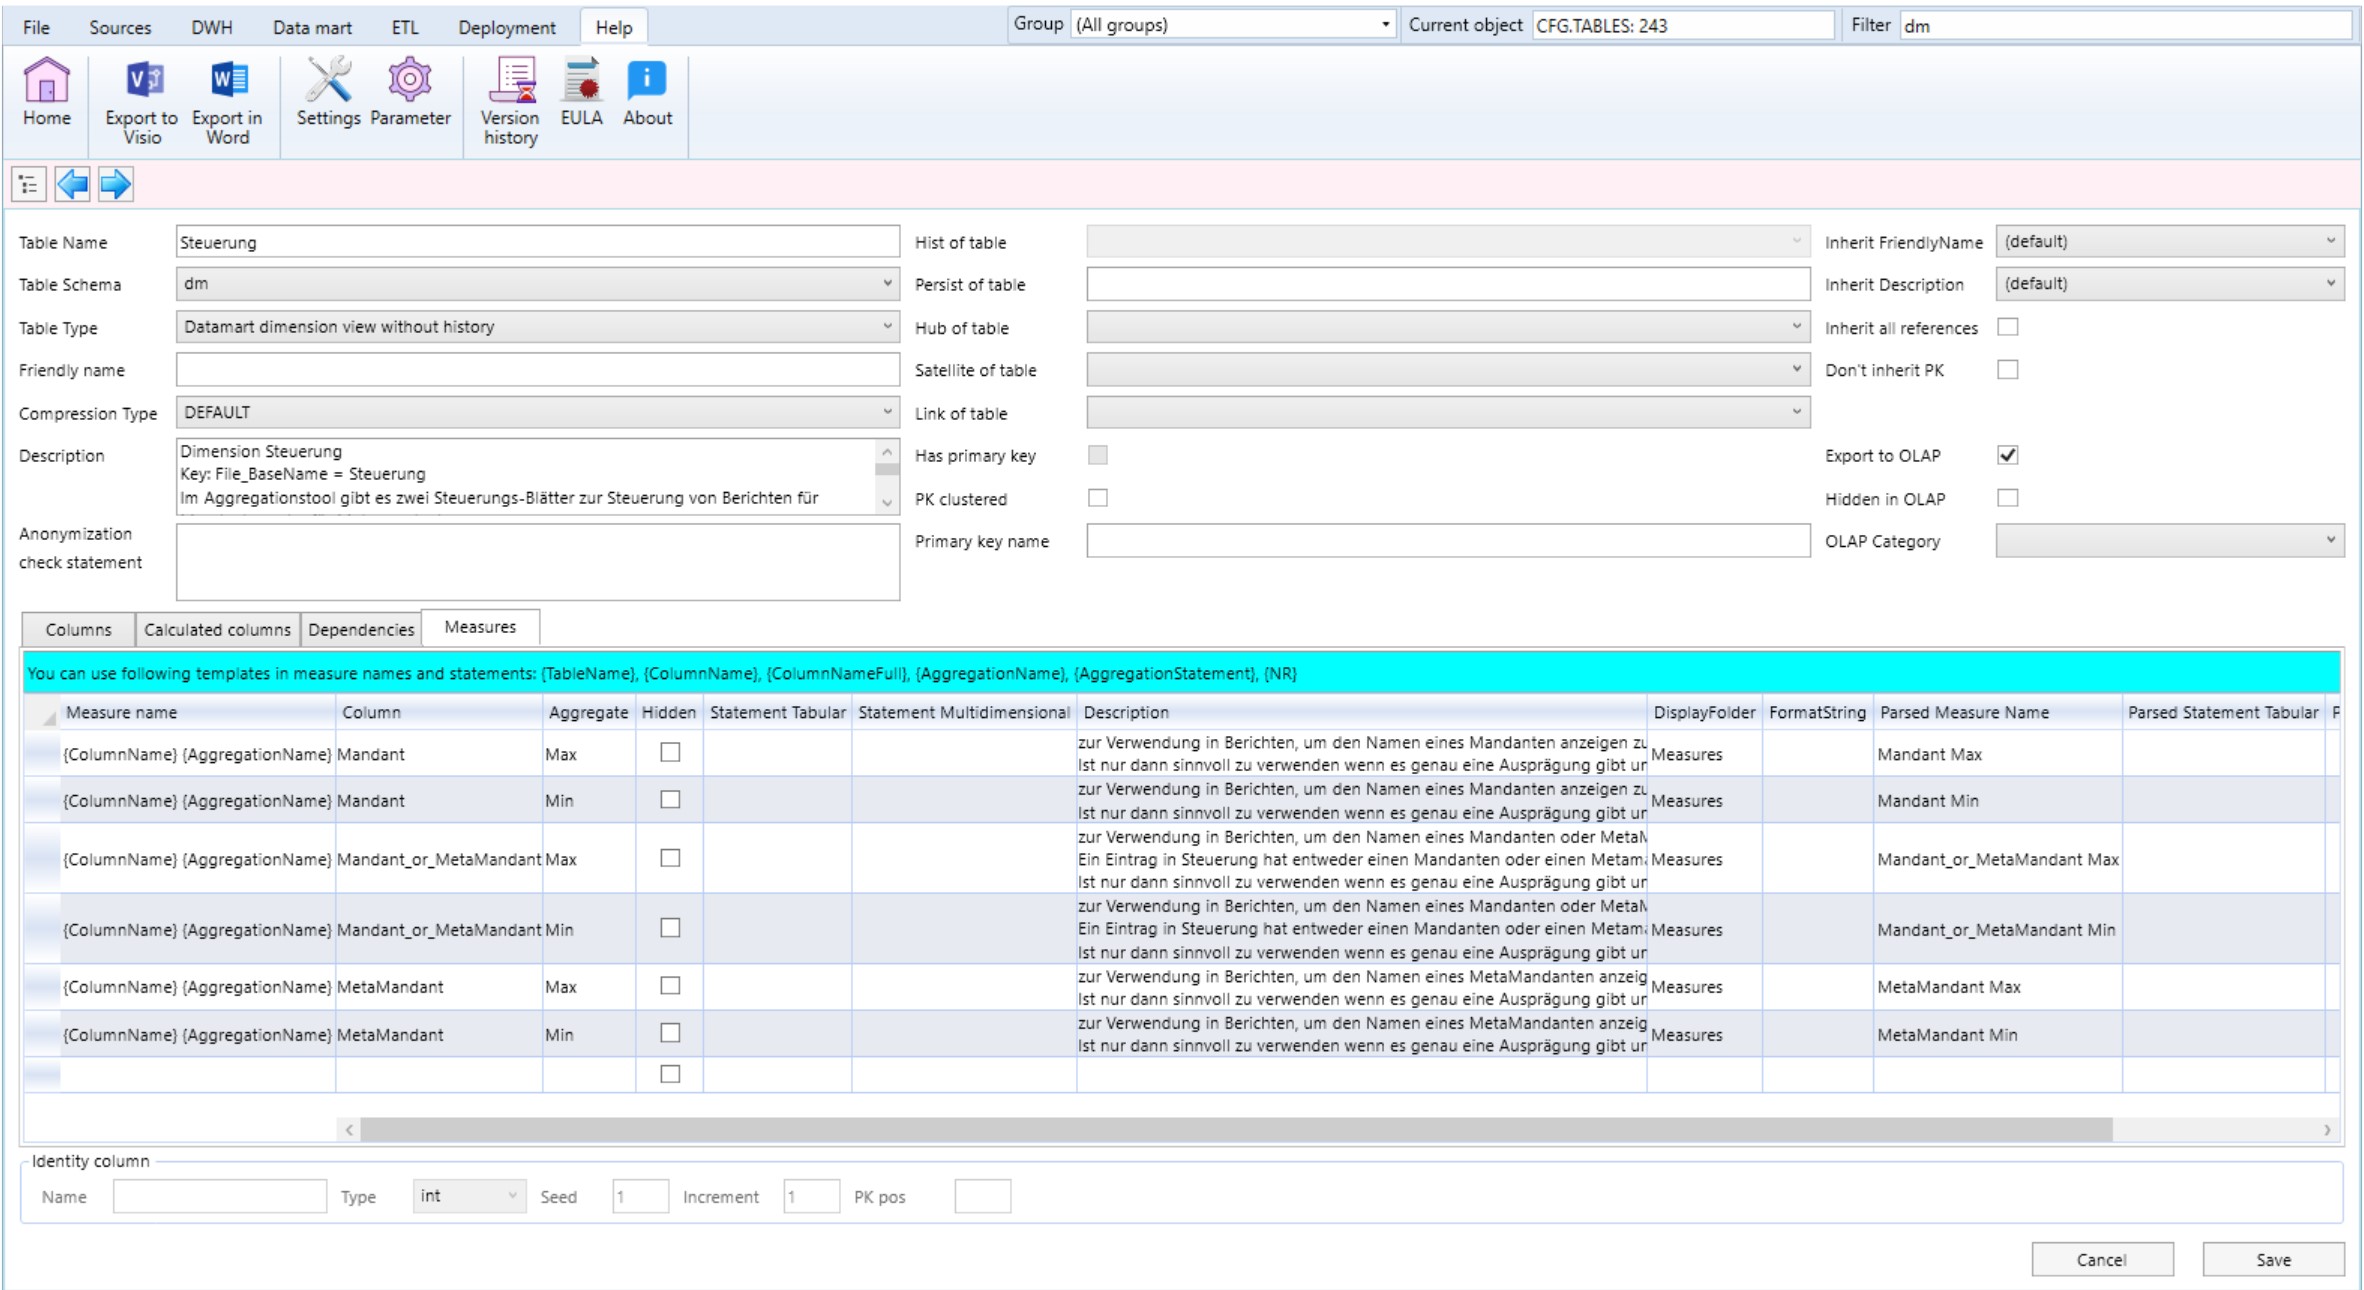 File Sources DWH Data mart ETL Deployment Help Group (All groups) Current object CFG.TABLES: 243 Filter dm
Home Export to Visio Export in Word Settings Parameter Version history EULA About
Table Name Steuerung Hist of table Inherit FriendlyName (default)
Table Schema dm Persist of table Inherit Description (default)
Table Type Datamart dimension view without history Hub of table Inherit all references
Friendly name Satellite of table Don't inherit PK
Compression Type DEFAULT Link of table
Description Dimension Steuerung Has primary key Export to OLAP
Key: File_BaseName = Steuerung
Im Aggregationstool gibt es zwei Steuerungs-Blätter zur Steuerung von Berichten für PK clustered Hidden in OLAP
Anonymization check statement Primary key name OLAP Category
Columns Calculated columns Dependencies Measures
You can use following templates in measure names and statements: {TableName}, {ColumnName}, {ColumnNameFull}, {AggregationName}, {AggregationStatement}, {NR}
Measure name Column Aggregate Hidden Statement Tabular Statement Multidimensional Description DisplayFolder FormatString Parsed Measure Name Parsed Statement Tabular P
{ColumnName} {AggregationName} Mandant Max zur Verwendung in Berichten, um den Namen eines Mandanten anzeigen zu
Ist nur dann sinnvoll zu verwenden wenn es genau eine Ausprägung gibt un Measures Mandant Max
{ColumnName} {AggregationName} Mandant Min zur Verwendung in Berichten, um den Namen eines Mandanten anzeigen zu
Ist nur dann sinnvoll zu verwenden wenn es genau eine Ausprägung gibt un Measures Mandant Min
{ColumnName} {AggregationName} Mandant_or_MetaMandant Max zur Verwendung in Berichten, um den Namen eines Mandanten oder MetaM
Ein Eintrag in Steuerung hat entweder einen Mandanten oder einen Metama Measures Mandant_or_MetaMandant Max
Ist nur dann sinnvoll zu verwenden wenn es genau eine Ausprägung gibt un
{ColumnName} {AggregationName} Mandant_or_MetaMandant Min zur Verwendung in Berichten, um den Namen eines Mandanten oder MetaM
Ein Eintrag in Steuerung hat entweder einen Mandanten oder einen Metama Measures Mandant_or_MetaMandant Min
Ist nur dann sinnvoll zu verwenden wenn es genau eine Ausprägung gibt un
{ColumnName} {AggregationName} MetaMandant Max zur Verwendung in Berichten, um den Namen eines MetaMandanten anzeig
Ist nur dann sinnvoll zu verwenden wenn es genau eine Ausprägung gibt un Measures MetaMandant Max
{ColumnName} {AggregationName} MetaMandant Min zur Verwendung in Berichten, um den Namen eines MetaMandanten anzeig
Ist nur dann sinnvoll zu verwenden wenn es genau eine Ausprägung gibt un Measures MetaMandant Min
Identity column
Name Type int Seed 1 Increment 1 PK pos
Cancel Save